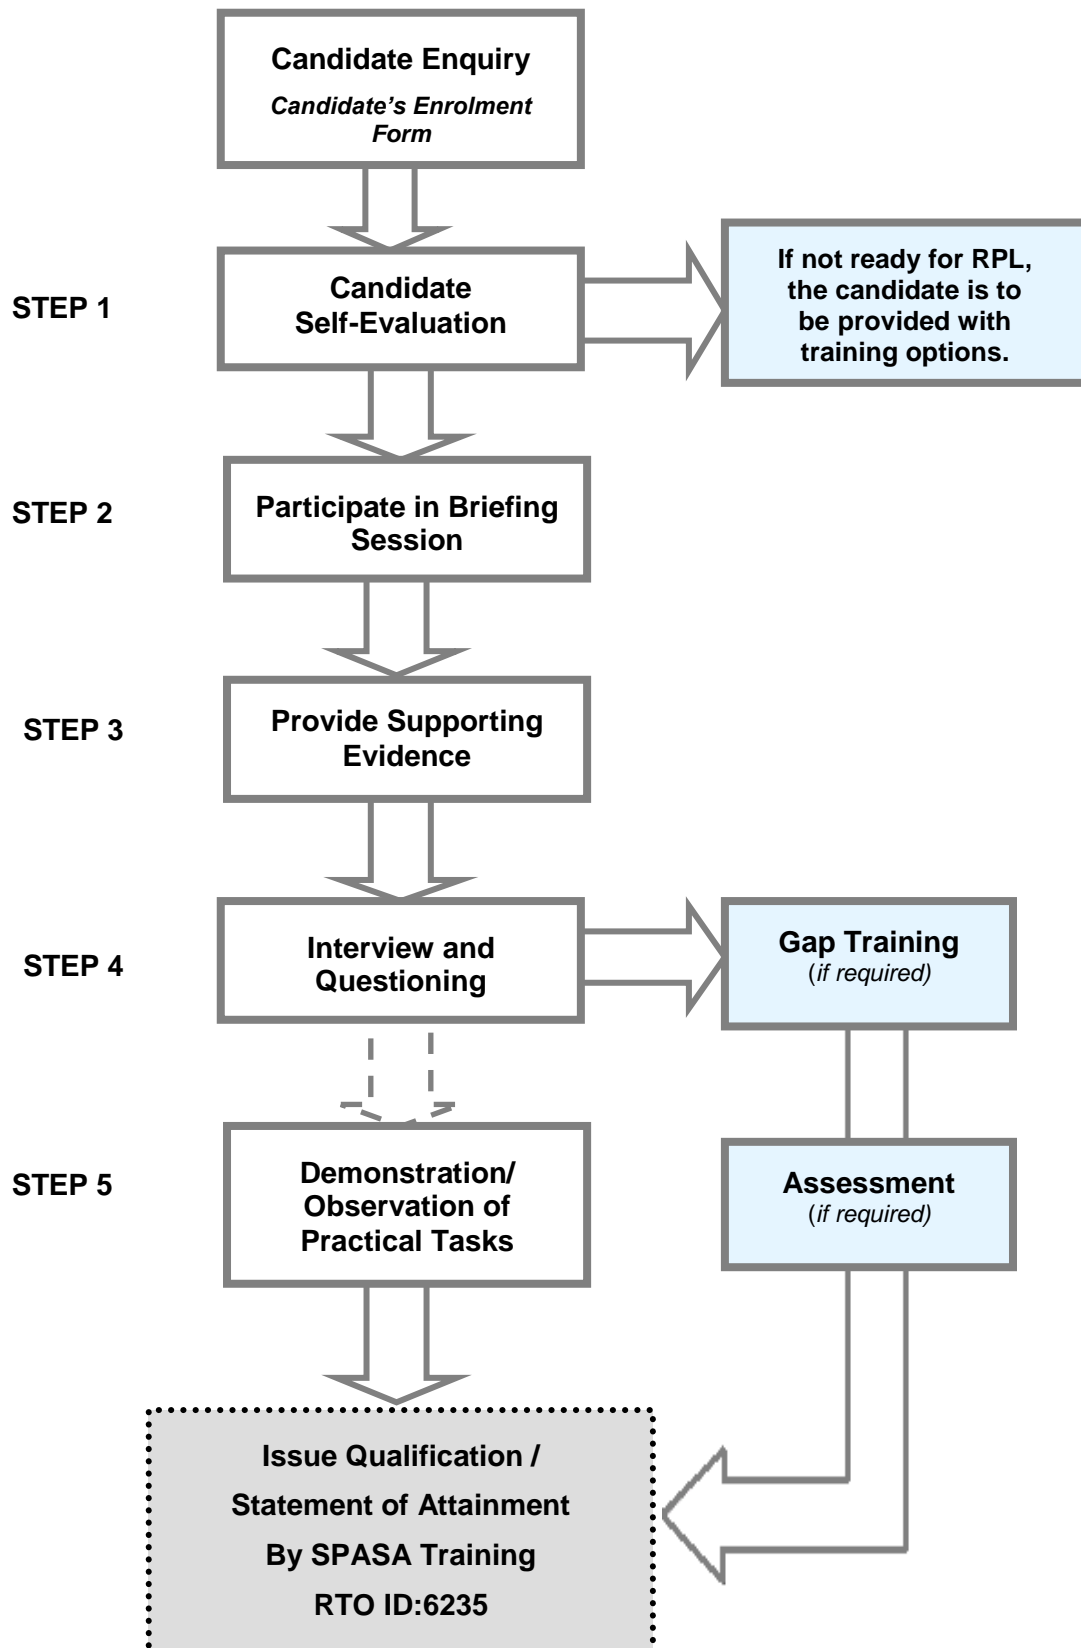 Candidate Enquiry
Candidate's Enrolment
Form
STEP 1
Candidate
Self-Evaluation
If not ready for RPL,
the candidate is to
be provided with
training options.
STEP 2
Participate in Briefing
Session
STEP 3
Provide Supporting
Evidence
STEP 4
Interview and
Questioning
Gap Training
(if required)
STEP 5
Demonstration/
Observation of
Practical Tasks
Assessment
(if required)
Issue Qualification /
Statement of Attainment
By SPASA Training
RTO ID:6235